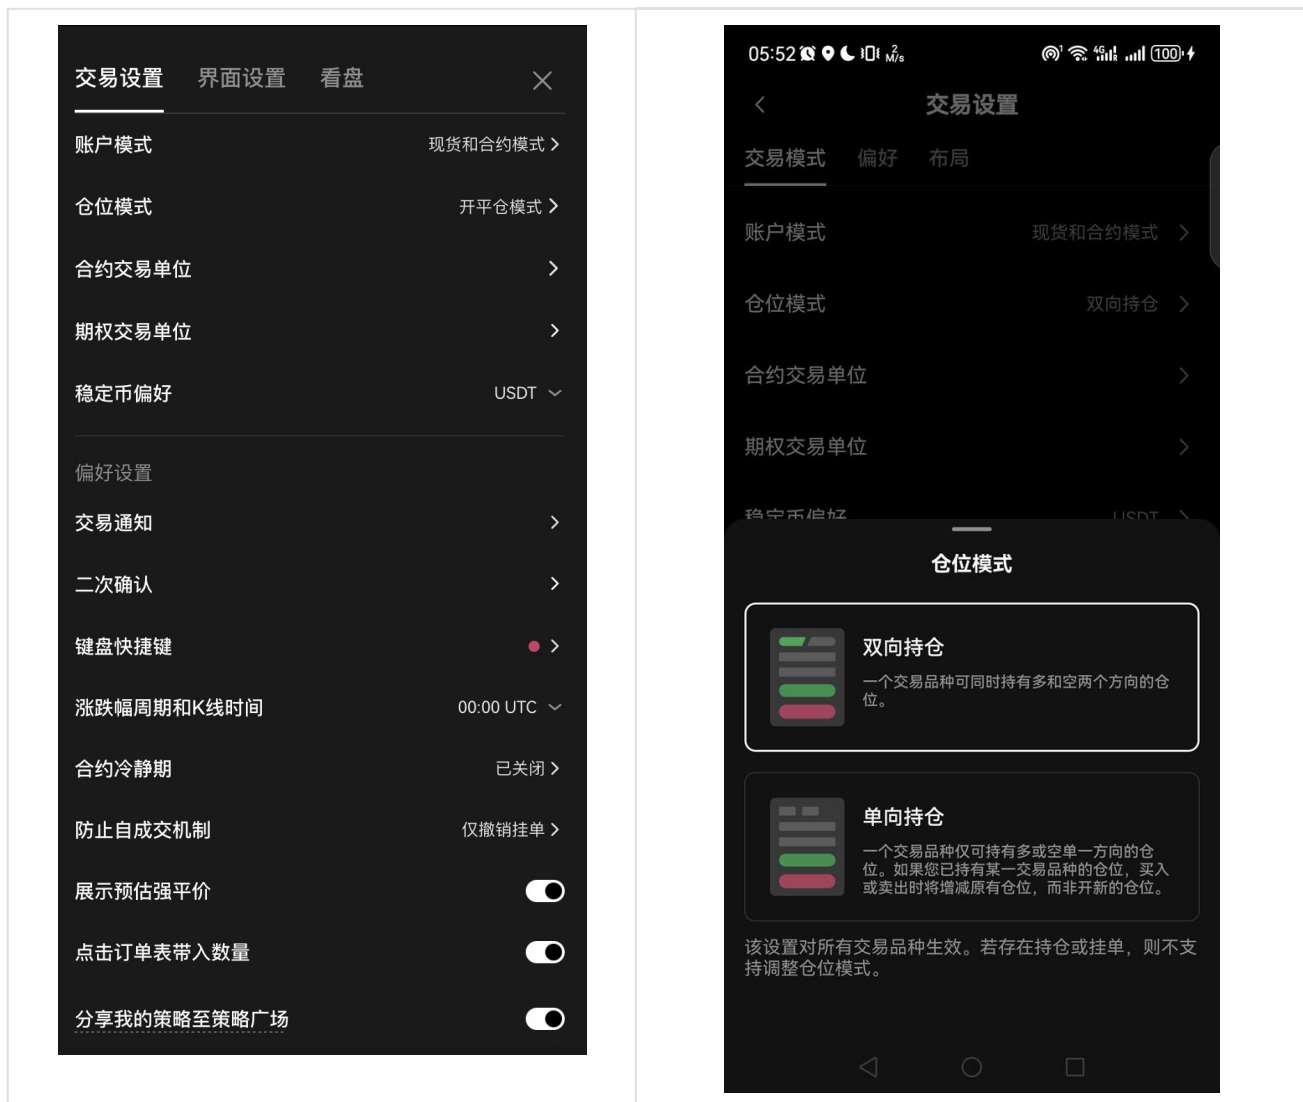 交易设置 界面设置 看盘
账户模式 现货和合约模式
仓位模式 开平仓模式
合约交易单位
期权交易单位
稳定币偏好 USDT
偏好设置
交易通知
二次确认
键盘快捷键
涨跌幅周期和K线时间 00:00 UTC
合约冷静期 已关闭
防止自成交机制 仅撤销挂单
展示预估强平价
点击订单表带入数量
分享我的策略至策略广场
05:52 2 M/s 4G 100
交易设置
交易模式 偏好 布局
账户模式 现货和合约模式
仓位模式 双向持仓
合约交易单位
期权交易单位
稳定币偏好 USDT
仓位模式
双向持仓
一个交易品种可同时持有多和空两个方向的仓
位。
单向持仓
一个交易品种仅可持有多或空单一方向的仓
位。如果您已持有某一交易品种的仓位，买入
或卖出时将增减原有仓位，而非开新的仓位。
该设置对所有交易品种生效。若存在持仓或挂单，则不支
持调整仓位模式。